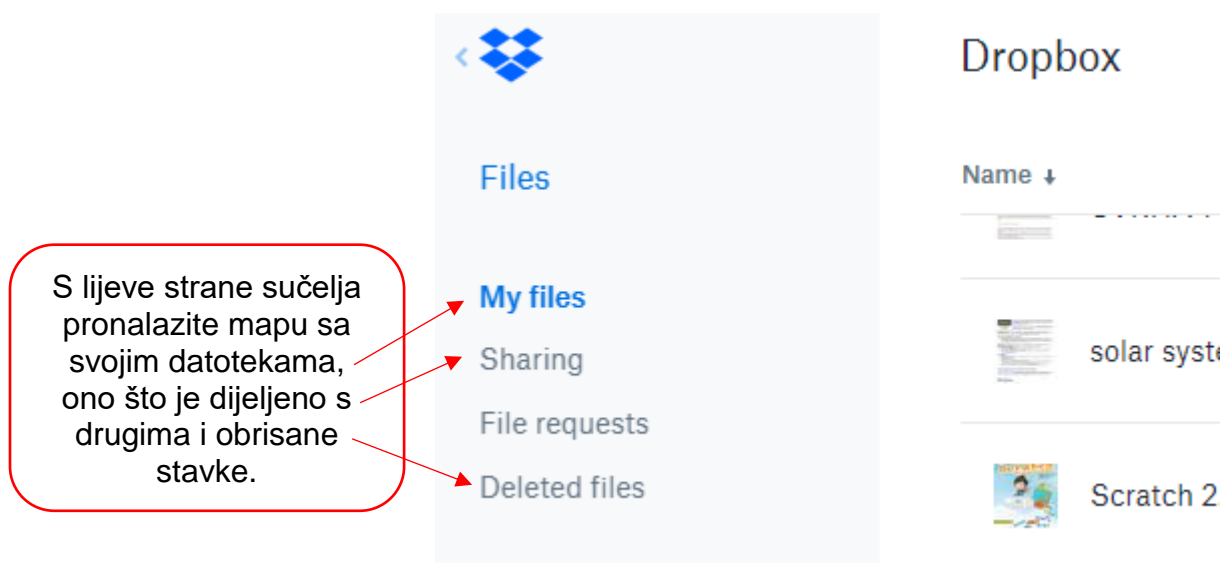 Dropbox
Files
Name
S lijeve strane sučelja
pronalazite mapu sa
svojim datotekama,
ono što je dijeljeno s
drugima i obrisane
stavke.
My files
Sharing
File requests
Deleted files
solar syste
Scratch 2